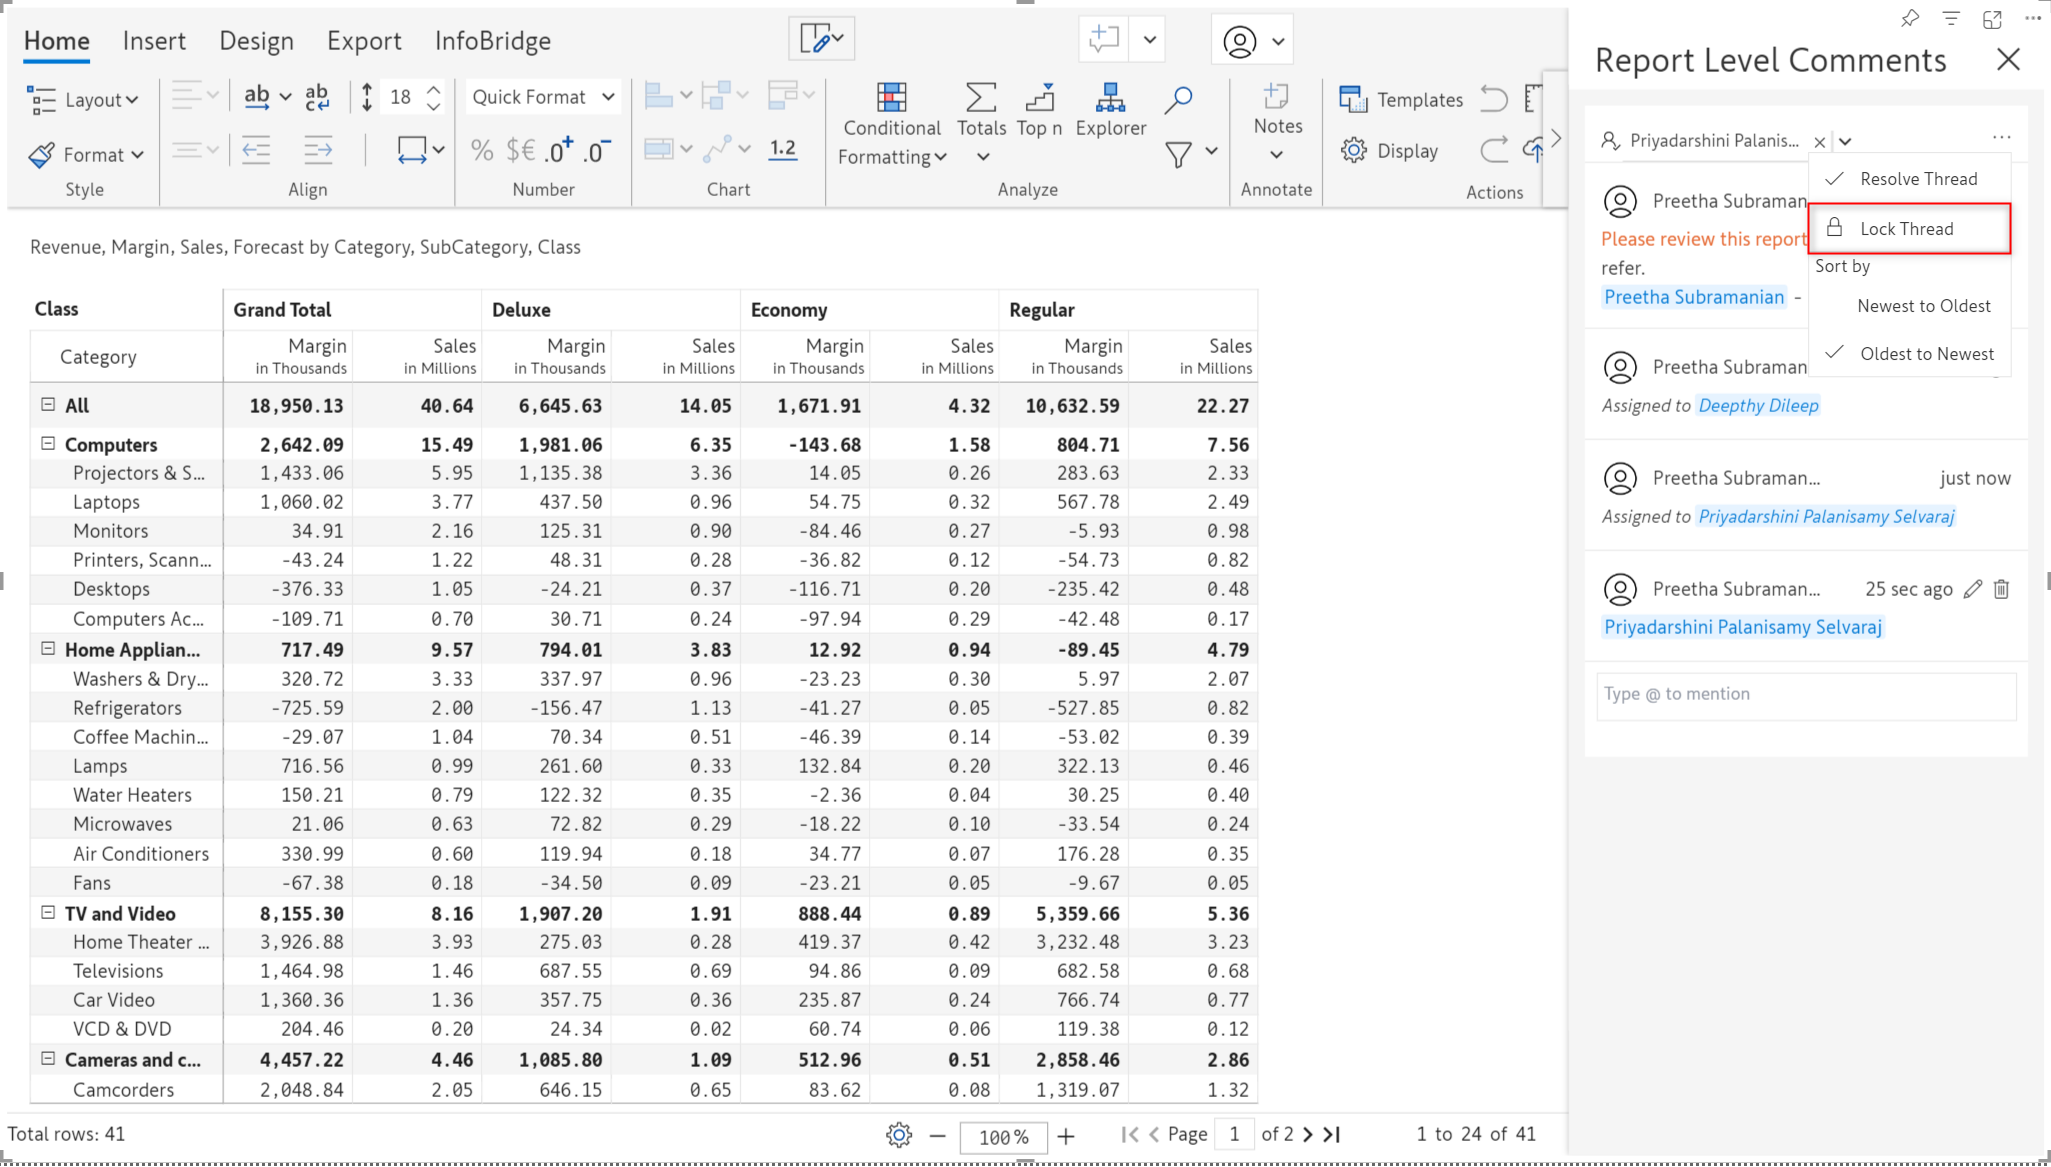 Home Insert Design Export InfoBridge
Layout
Format
Style
ab
ab
c
18
Align
Quick Format
% $€ .0+ .0-
Number
1.2
Chart
Conditional Formatting
Totals
Top n
Explorer
Analyze
Notes
Annotate
Templates
Display
Actions
Revenue, Margin, Sales, Forecast by Category, SubCategory, Class
Class Grand Total Deluxe Economy Regular
Category Margin Sales Margin Sales Margin Sales Margin Sales
in Thousands in Millions in Thousands in Millions in Thousands in Millions in Thousands in Millions
All 18,950.13 40.64 6,645.63 14.05 1,671.91 4.32 10,632.59 22.27
Computers 2,642.09 15.49 1,981.06 6.35 -143.68 1.58 804.71 7.56
Projectors & S... 1,433.06 5.95 1,135.38 3.36 14.05 0.26 283.63 2.33
Laptops 1,060.02 3.77 437.50 0.96 54.75 0.32 567.78 2.49
Monitors 34.91 2.16 125.31 0.90 -84.46 0.27 -5.93 0.98
Printers, Scann... -43.24 1.22 48.31 0.28 -36.82 0.12 -54.73 0.82
Desktops -376.33 1.05 -24.21 0.37 -116.71 0.20 -235.42 0.48
Computers Ac... -109.71 0.70 30.71 0.24 -97.94 0.29 -42.48 0.17
Home Applian... 717.49 9.57 794.01 3.83 12.92 0.94 -89.45 4.79
Washers & Dry... 320.72 3.33 337.97 0.96 -23.23 0.30 5.97 2.07
Refrigerators -725.59 2.00 -156.47 1.13 -41.27 0.05 -527.85 0.82
Coffee Machin... -29.07 1.04 70.34 0.51 -46.39 0.14 -53.02 0.39
Lamps 716.56 0.99 261.60 0.33 132.84 0.20 322.13 0.46
Water Heaters 150.21 0.79 122.32 0.35 -2.36 0.04 30.25 0.40
Microwaves 21.06 0.63 72.82 0.29 -18.22 0.10 -33.54 0.24
Air Conditioners 330.99 0.60 119.94 0.18 34.77 0.07 176.28 0.35
Fans -67.38 0.18 -34.50 0.09 -23.21 0.05 -9.67 0.05
TV and Video 8,155.30 8.16 1,907.20 1.91 888.44 0.89 5,359.66 5.36
Home Theater ... 3,926.88 3.93 275.03 0.28 419.37 0.42 3,232.48 3.23
Televisions 1,464.98 1.46 687.55 0.69 94.86 0.09 682.58 0.68
Car Video 1,360.36 1.36 357.75 0.36 235.87 0.24 766.74 0.77
VCD & DVD 204.46 0.20 24.34 0.02 60.74 0.06 119.38 0.12
Cameras and c... 4,457.22 4.46 1,085.80 1.09 512.96 0.51 2,858.46 2.86
Camcorders 2,048.84 2.05 646.15 0.65 83.62 0.08 1,319.07 1.32
Total rows: 41 100% Page 1 of 2 1 to 24 of 41
Report Level Comments
Priyadarshini Palanis...
Resolve Thread
Lock Thread
Sort by
Newest to Oldest
Oldest to Newest
Preetha Subraman
Please review this report
refer.
Preetha Subramanian -
Preetha Subraman
Assigned to Deepthy Dileep
Preetha Subraman... just now
Assigned to Priyadarshini Palanisamy Selvaraj
Preetha Subraman... 25 sec ago
Priyadarshini Palanisamy Selvaraj
Type @ to mention